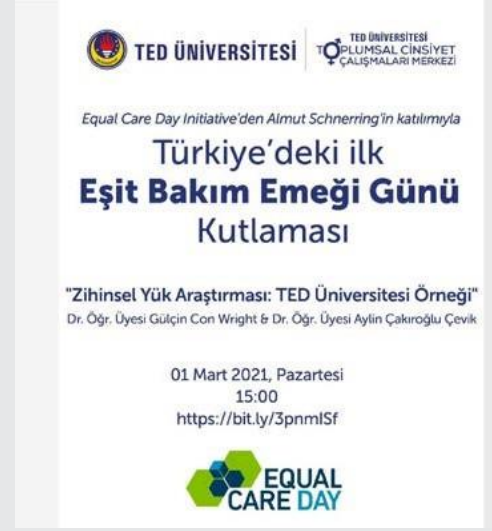 TED ÜNİVERSİTESİ
TED ÜNİVERSİTESİ
TOPLUMSAL CİNSİYET
ÇALIŞMALARI MERKEZİ
Equal Care Day Initiative'den Almut Schnerring'in katılımıyla
Türkiye'deki ilk
Eşit Bakım Emeği Günü
Kutlaması
"Zihinsel Yük Araştırması: TED Üniversitesi Örneği"
Dr. Öğr. Üyesi Gülçin Con Wright & Dr. Öğr. Üyesi Aylin Çakıroğlu Çevik
01 Mart 2021, Pazartesi
15:00
https://bit.ly/3pnmISf
EQUAL
CARE DAY